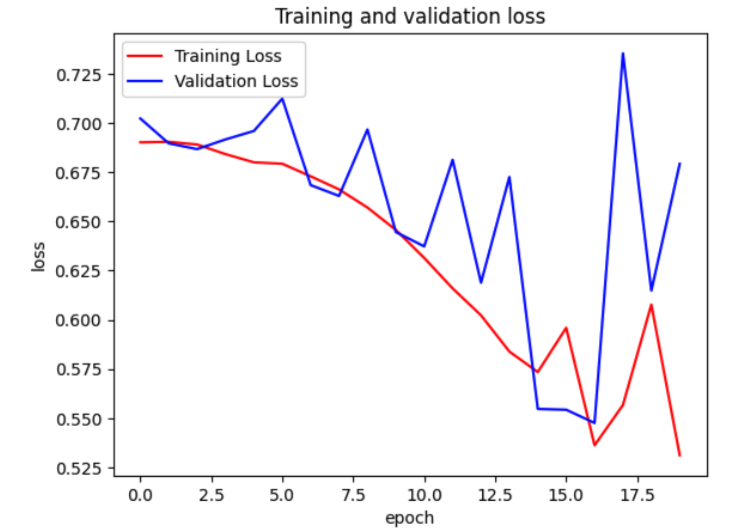 Training and validation loss
Training Loss
Validation Loss
0.725
0.700
0.675
0.650
0.625
0.600
0.575
0.550
0.525
loss
0.0 2.5 5.0 7.5 10.0 12.5 15.0 17.5
epoch